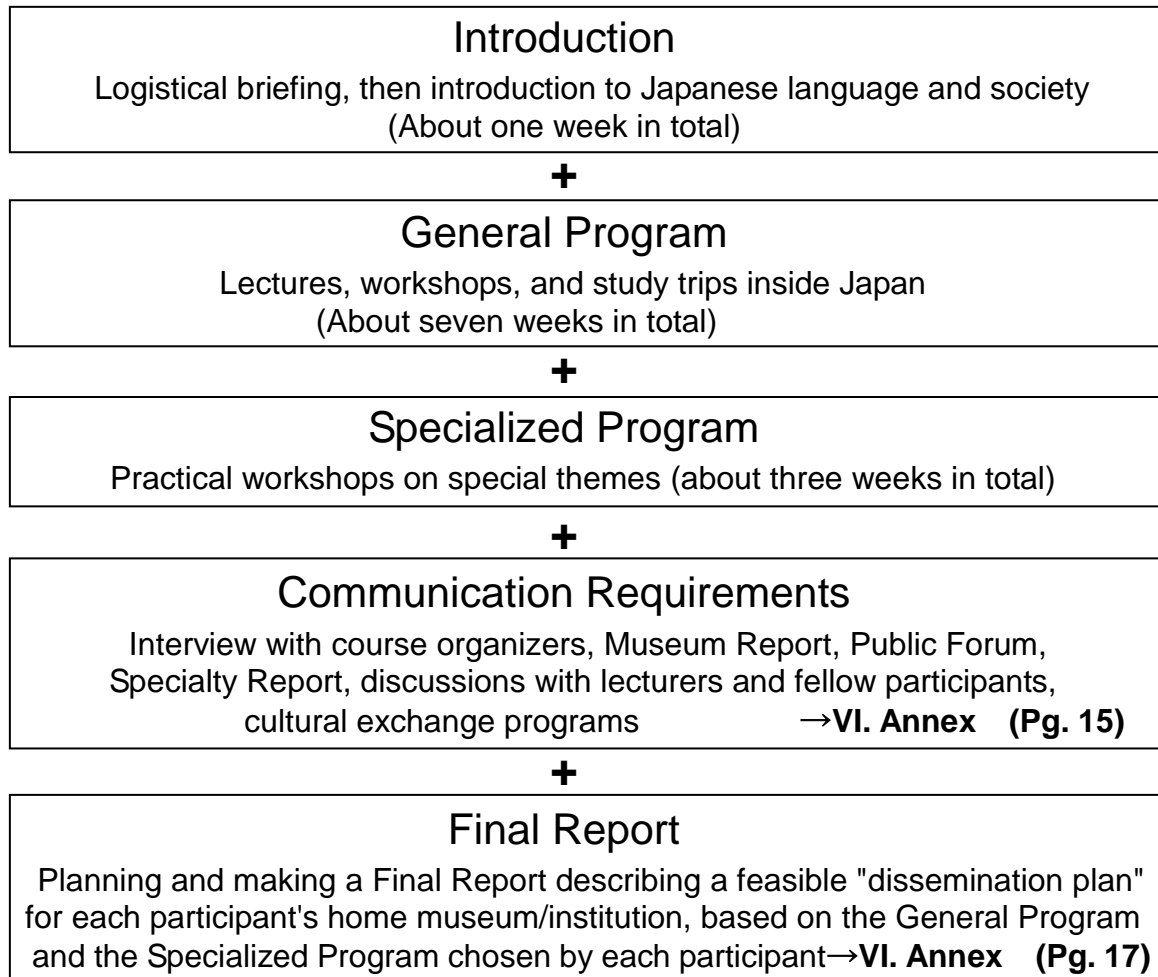 Introduction
Logistical briefing, then introduction to Japanese language and society
(About one week in total)
+
General Program
Lectures, workshops, and study trips inside Japan
(About seven weeks in total)
+
Specialized Program
Practical workshops on special themes (about three weeks in total)
+
Communication Requirements
Interview with course organizers, Museum Report, Public Forum,
Specialty Report, discussions with lecturers and fellow participants,
cultural exchange programs →VI. Annex (Pg. 15)
+
Final Report
Planning and making a Final Report describing a feasible "dissemination plan"
for each participant's home museum/institution, based on the General Program
and the Specialized Program chosen by each participant→VI. Annex (Pg. 17)